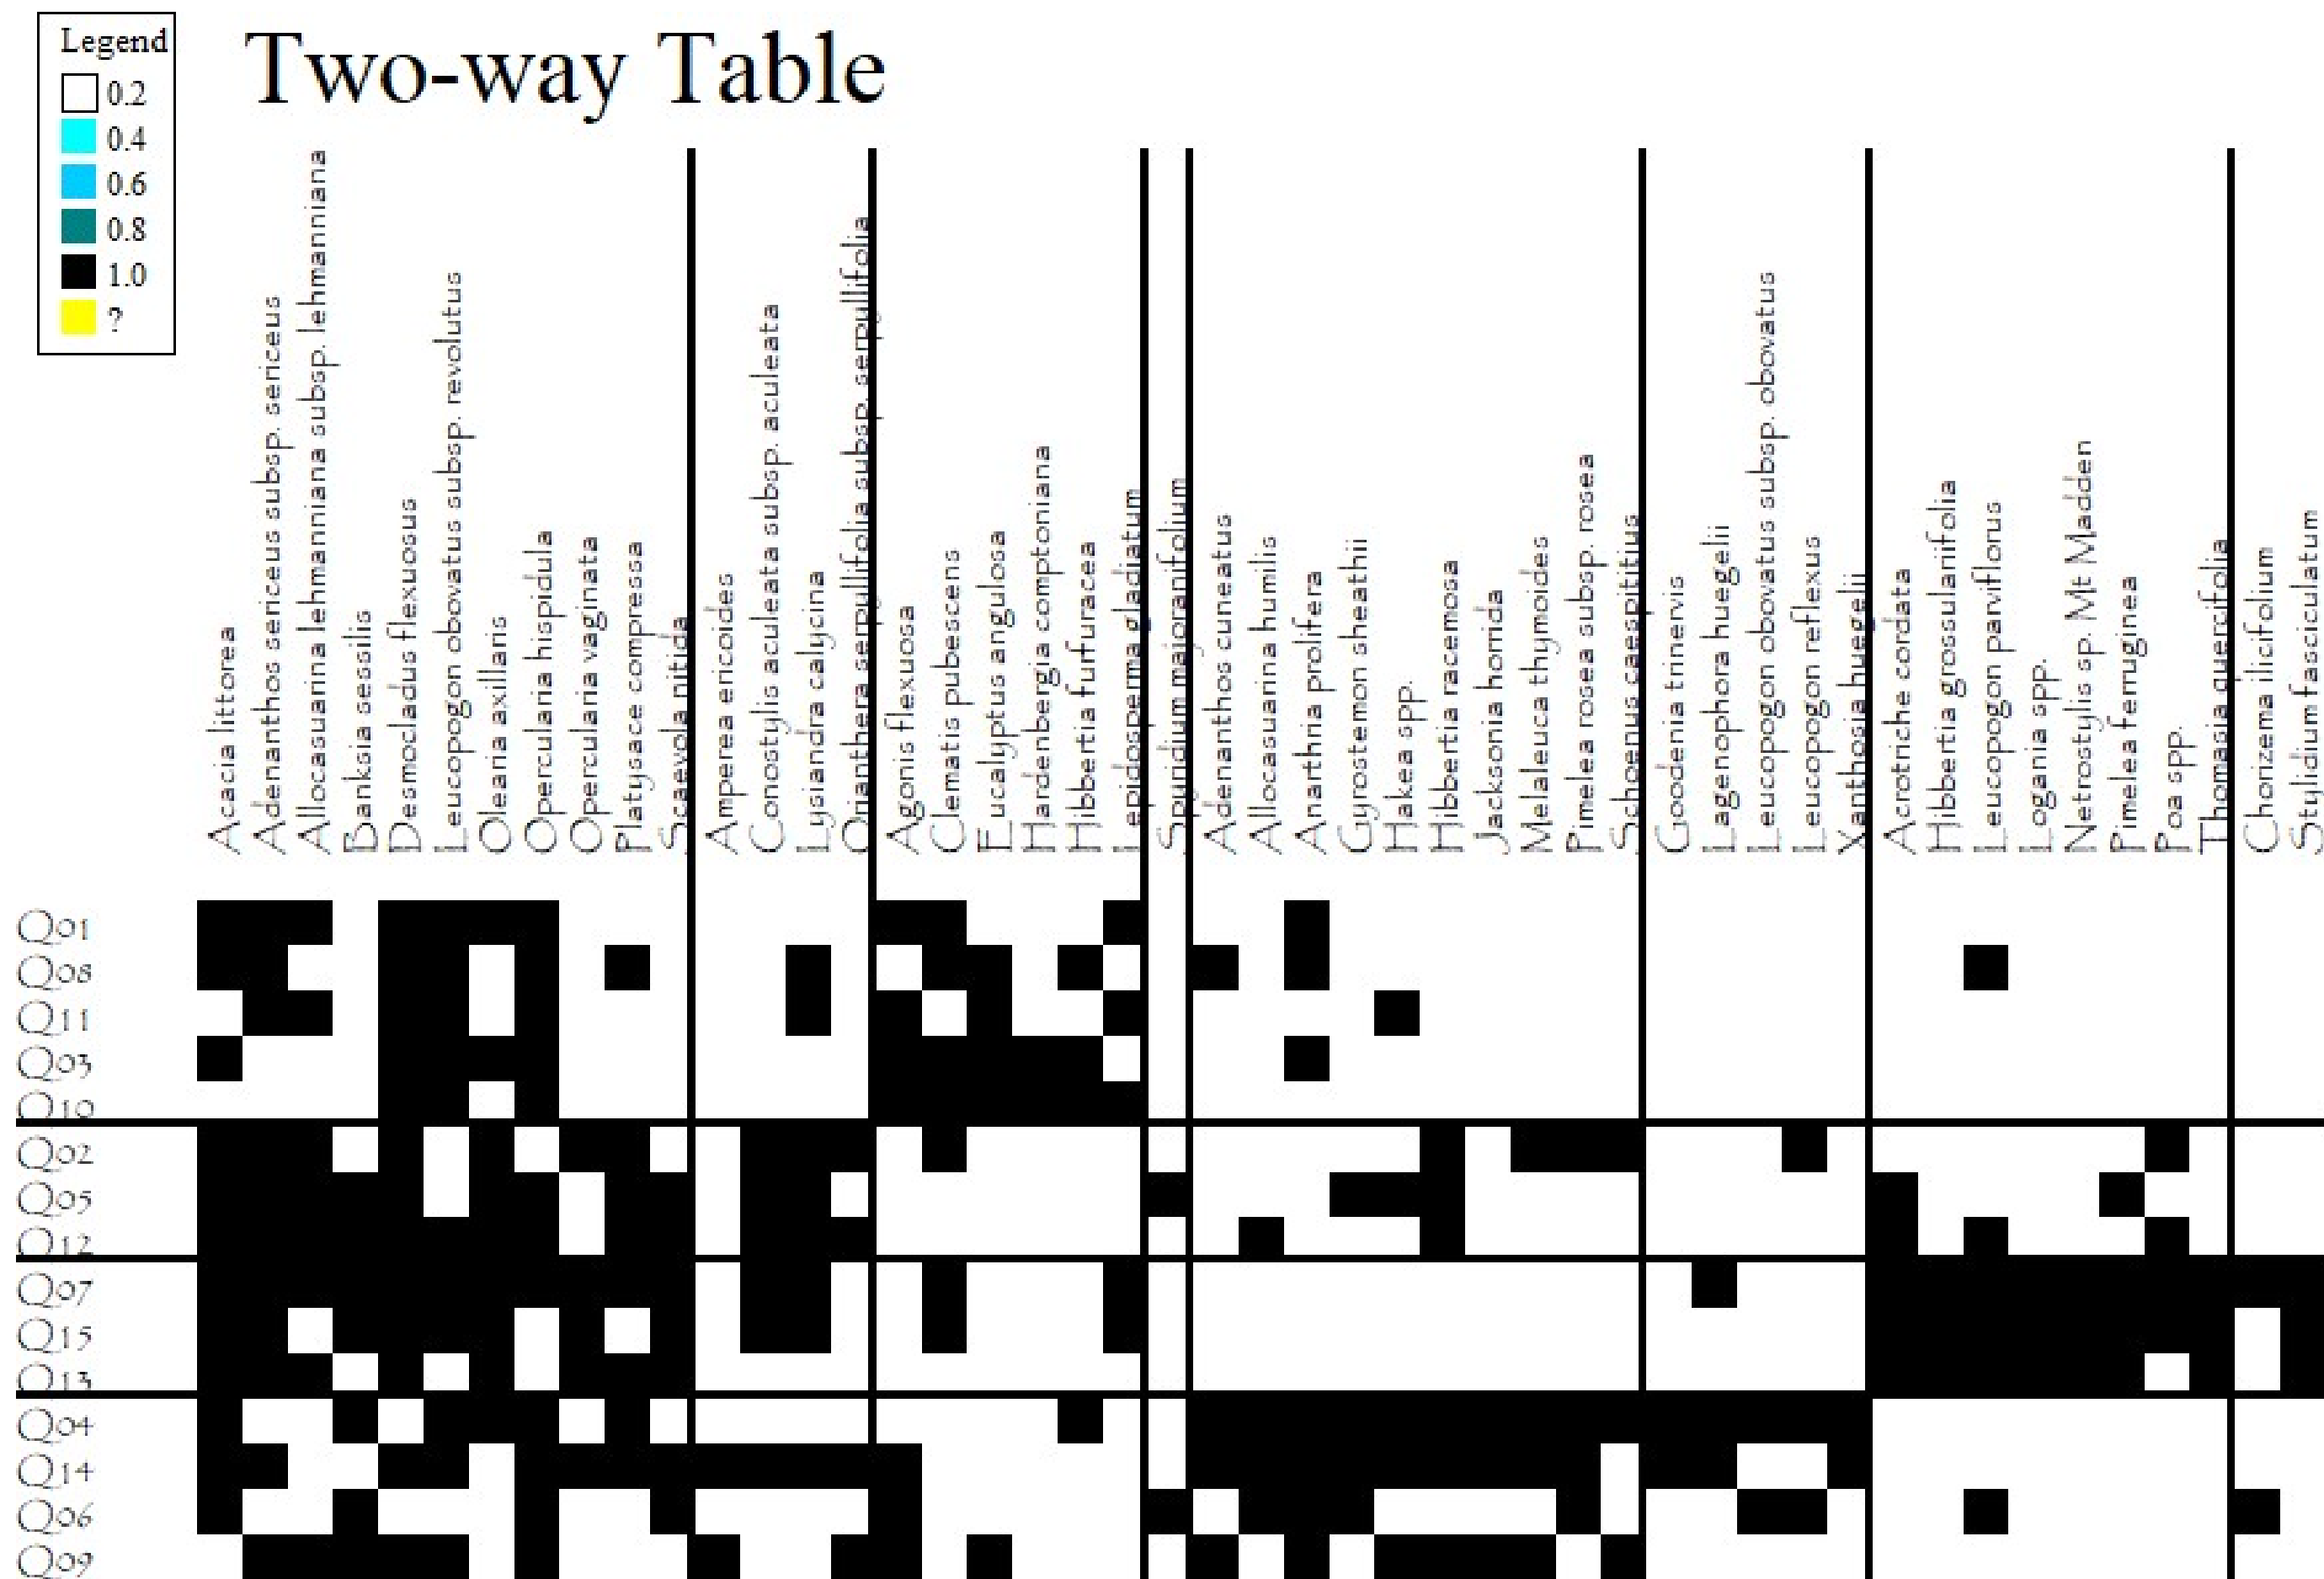 Legend
0.2
0.4
0.6
0.8
1.0
?
Two-way Table
Acacia littorea
Adenanthos sericeus subsp. sericeus
Allocasuarina lehmanniana subsp. lehmanniana
Banksia sessilis
Desmocladus flexuosus
Leucopogon obovatus subsp. revolutus
Olearia axillaris
Opercularia hispidula
Opercularia vaginata
Platysace compressa
Scaevola nitida
Amperea ericoides
Conostylis aculeata subsp. aculeata
Lysiandra calycina
Orianthera serpyllifolia subsp. serpyllifolia
Agonis flexuosa
Clematis pubescens
Eucalyptus angulosa
Hardenbergia comptoniana
Hibbertia furfuracea
Lepidosperma gladiatum
Spyridium majoranifolium
Adenanthos cuneatus
Allocasuarina humilis
Anarthria prolifera
Gyrostemon sheathii
Hakea spp.
Hibbertia racemosa
Jacksonia horrida
Melaleuca thymoides
Pimelea rosea subsp. rosea
Schoenus caespititius
Goodenia trinervis
Lagenophora huegelii
Leucopogon obovatus subsp. obovatus
Leucopogon reflexus
Xanthosia huegelii
Acrotriche cordata
Hibbertia grossulariifolia
Leucopogon parviflorus
Logania spp.
Netrostylis sp. Mt Madden
Pimelea ferruginea
Poa spp.
Thomasia quercifolia
Chorizema ilicifolium
Stylidium fasciculatum
Q01
Q08
Q11
Q03
Q10
Q02
Q05
Q12
Q07
Q15
Q13
Q04
Q14
Q06
Q09